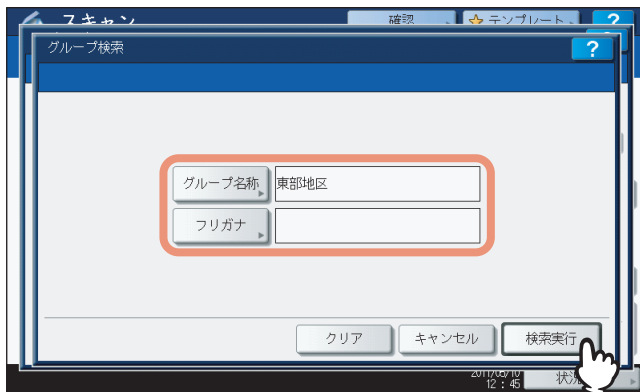 スキャン 確認 テンプレート ?
グループ検索 ?
グループ名称 東部地区
フリガナ
クリア キャンセル 検索実行
2011/05/10
12:45 状況